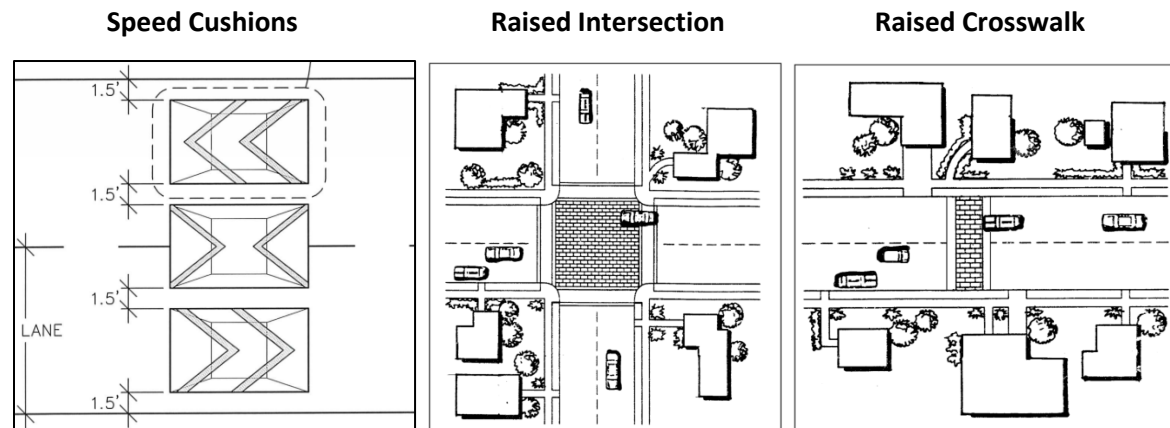 Speed Cushions
Raised Intersection
Raised Crosswalk
1.5'
1.5'
1.5'
LANE
1.5'